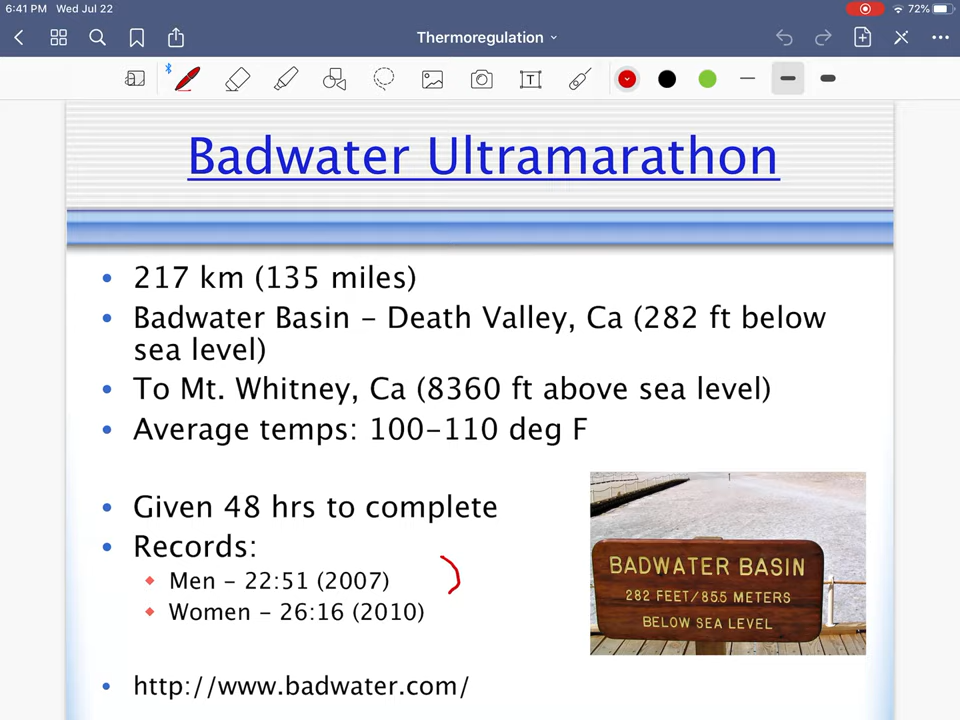 6:41 PM Wed Jul 22
72%
Thermoregulation
T
Badwater Ultramarathon
• 217 km (135 miles)
• Badwater Basin – Death Valley, Ca (282 ft below
sea level)
• To Mt. Whitney, Ca (8360 ft above sea level)
• Average temps: 100–110 deg F
• Given 48 hrs to complete
• Records:
Men – 22:51 (2007)
Women – 26:16 (2010)
BADWATER BASIN
282 FEET/85.5 METERS
BELOW SEA LEVEL
• http://www.badwater.com/